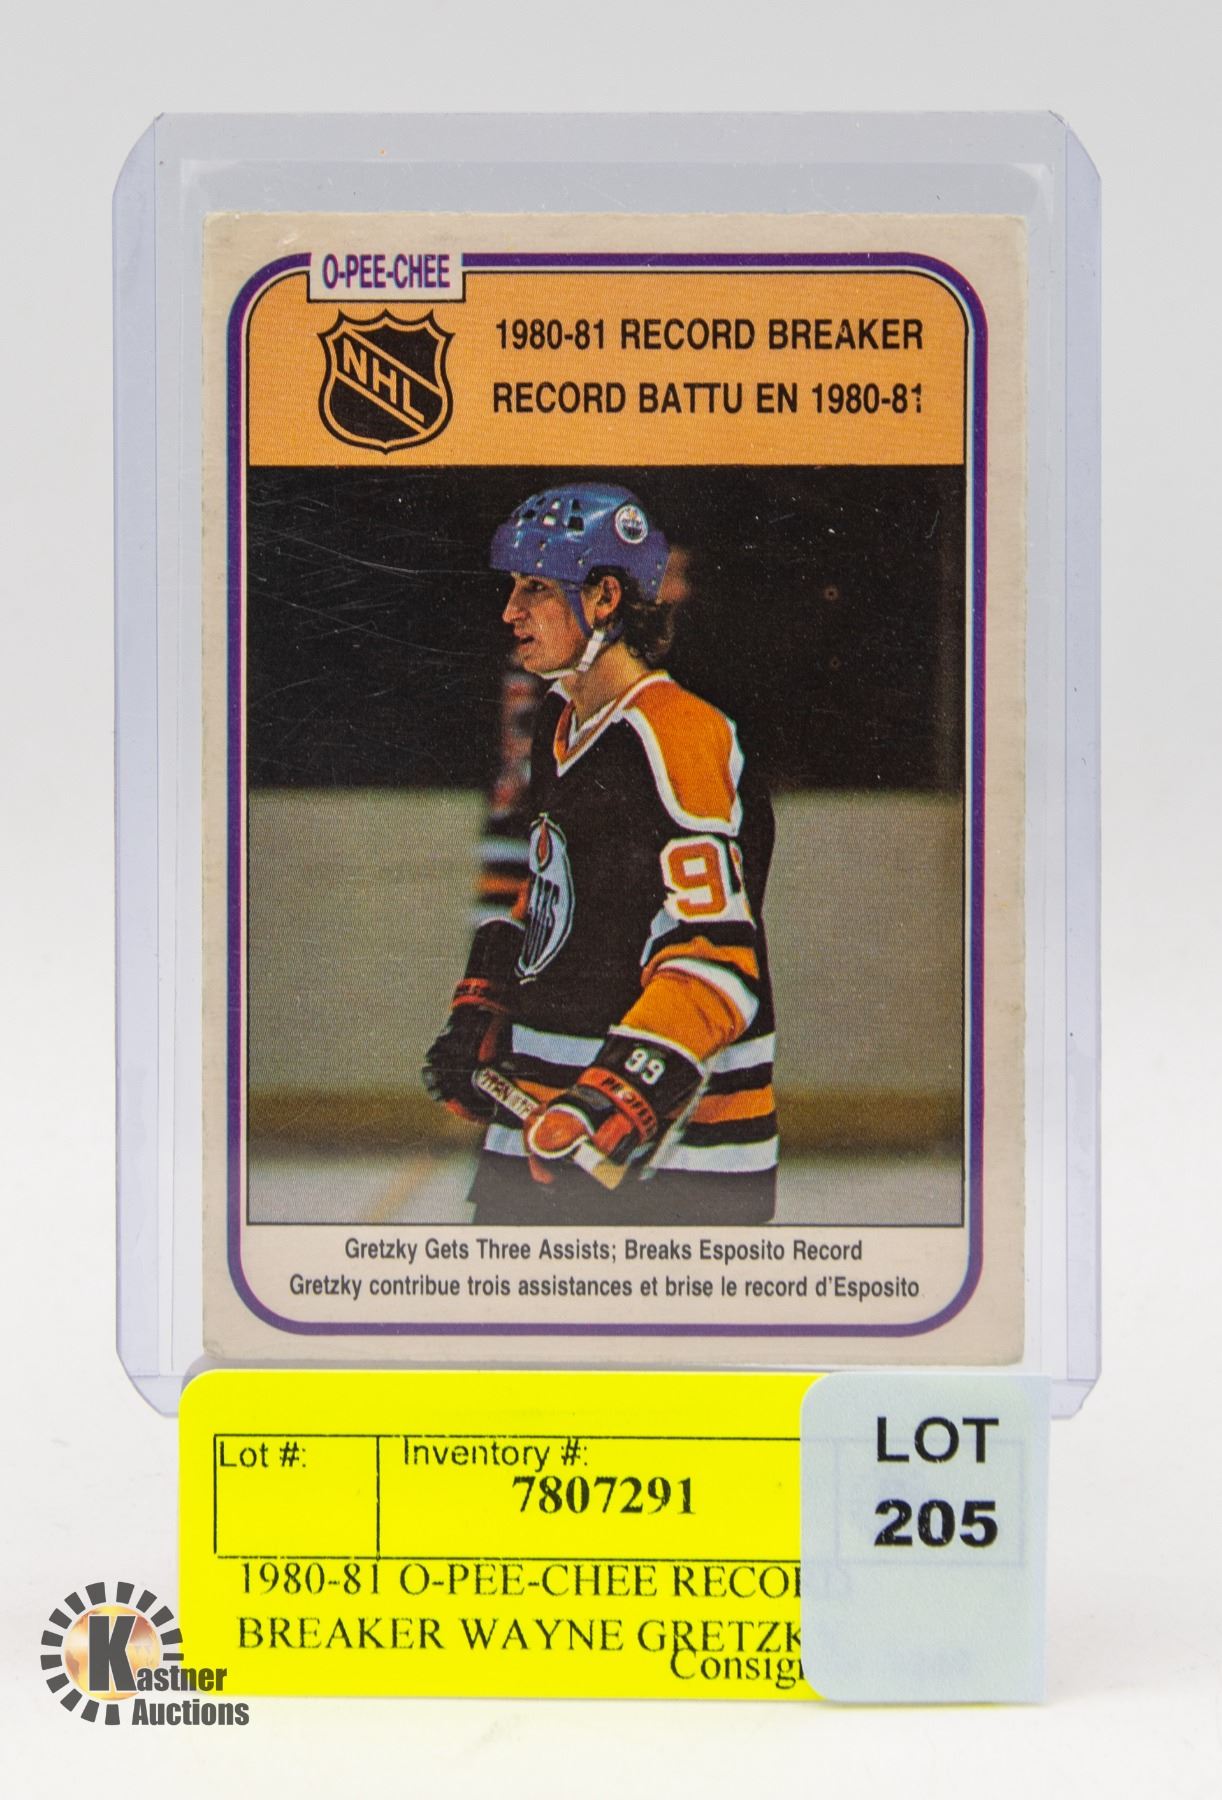 O-PEE-CHEE
NHL
1980-81 RECORD BREAKER
RECORD BATTU EN 1980-81
99
Gretzky Gets Three Assists; Breaks Esposito Record
Gretzky contribue trois assistances et brise le record d'Esposito
Lot #:
Inventory #:
7807291
LOT
205
1980-81 O-PEE-CHEE RECOR
BREAKER WAYNE GRETZK
Consig
Kastner
Auctions